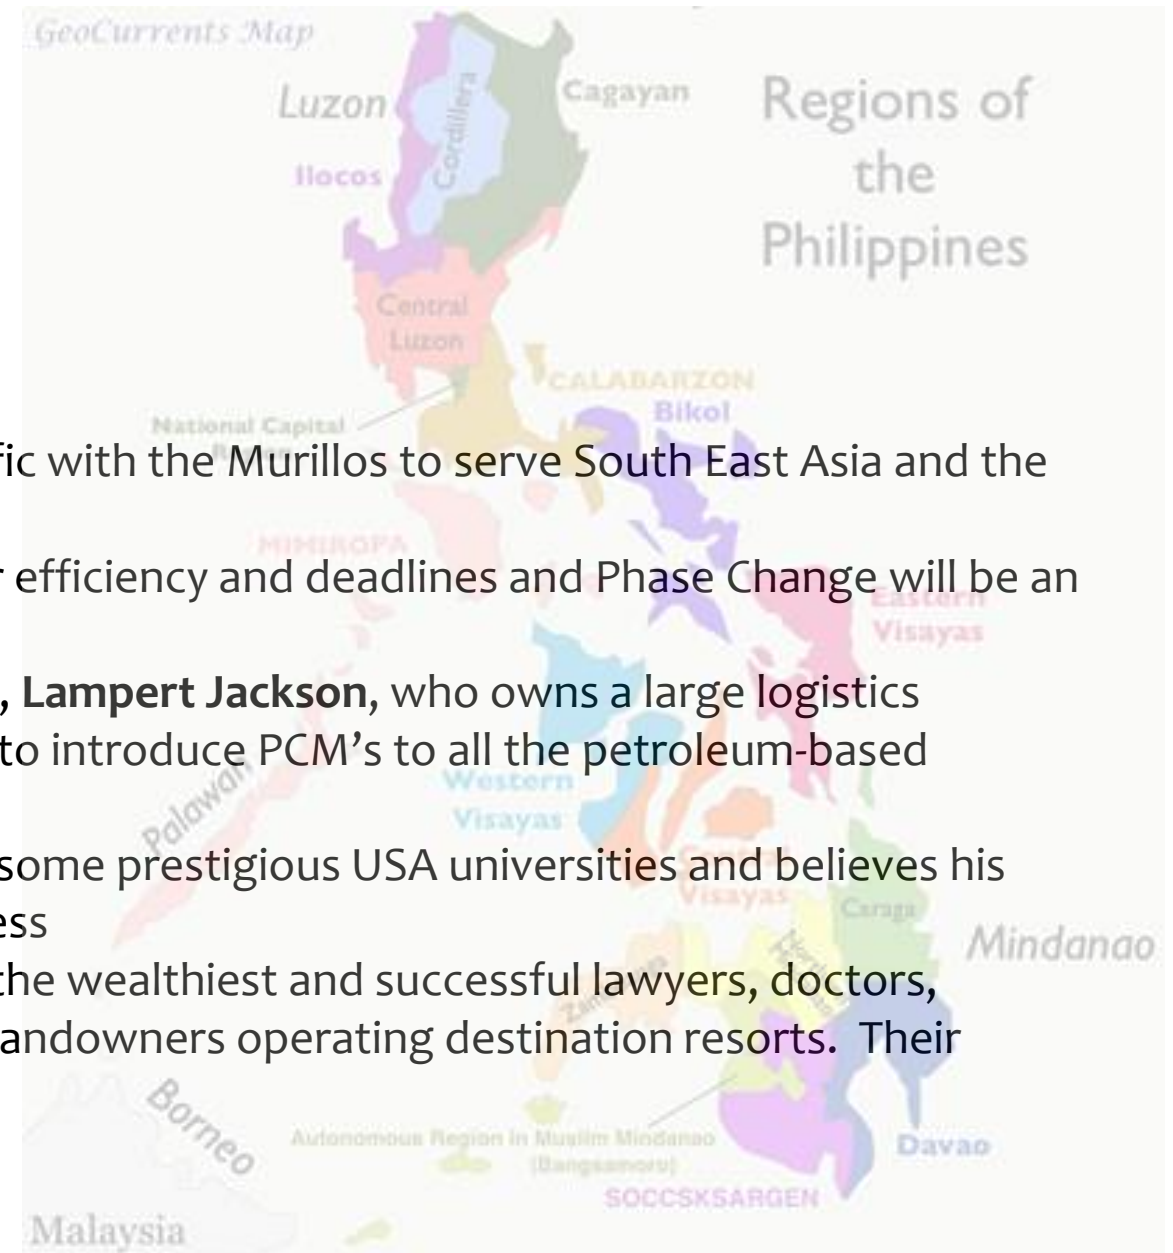 GeoCurrents Map
Luzon
Cordillera
Cagayan
Regions of
the
Philippines
Ilocos
Central
Luzon
CALABARZON
Bikol
National Capital
fic with the Murillos to serve South East Asia and the
MIMIROPA
r efficiency and deadlines and Phase Change will be an
Eastern
Visayas
, Lampert Jackson, who owns a large logistics
to introduce PCM’s to all the petroleum-based
Palawan
Western
Visayas
some prestigious USA universities and believes his
Central
Visayas
Caraga
ess
Mindanao
the wealthiest and successful lawyers, doctors,
andowners operating destination resorts. Their
Borneo
Autonomous Region in Muslim Mindanao
(Bangsamoro)
Davao
SOCCSKSARGEN
Malaysia